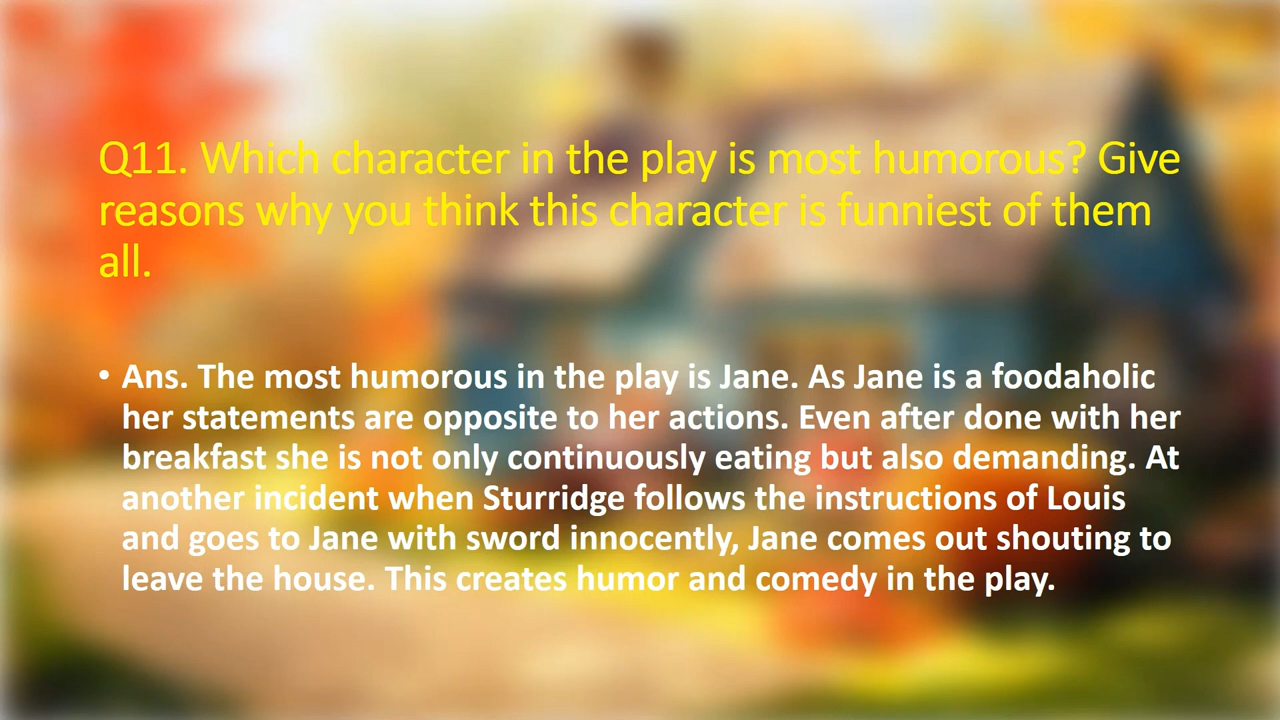 Q11. Which character in the play is most humorous? Give
reasons why you think this character is funniest of them
all.
• Ans. The most humorous in the play is Jane. As Jane is a foodaholic
her statements are opposite to her actions. Even after done with her
breakfast she is not only continuously eating but also demanding. At
another incident when Sturridge follows the instructions of Louis
and goes to Jane with sword innocently, Jane comes out shouting to
leave the house. This creates humor and comedy in the play.